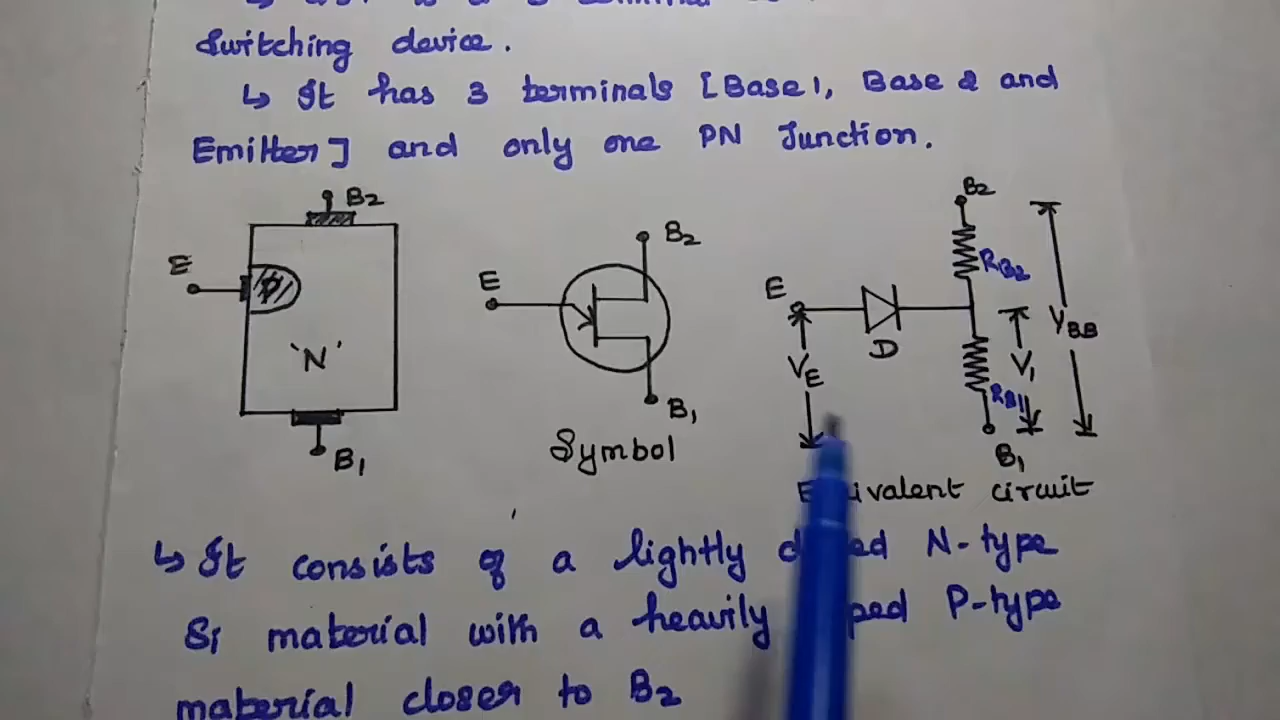 Switching device.
↳ It has 3 terminals [Base1, Base 2 and
Emitter] and only one PN Junction.
B2
E
P
'N'
B1
E
B2
B1
Symbol
B2
RB2
E
D
VE
V1
VBB
RB1
B1
circuit
↳ It consists of a lightly N-type
Si material with a heavily P-type
material closer to B2